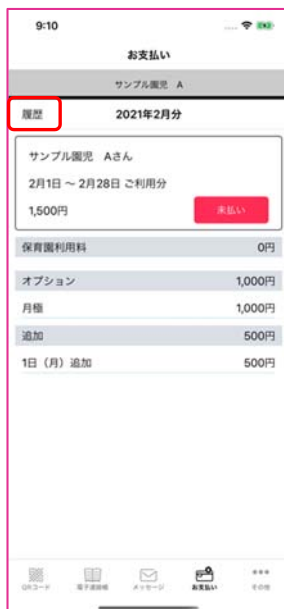 9:10
お支払い
サンプル園児 A
履歴 2021年2月分
サンプル園児 Aさん
2月1日 ~ 2月28日 ご利用分
1,500円 未払い
保育園利用料 0円
オプション 1,000円
月極 1,000円
追加 500円
1日(月)追加 500円
QRコード 電子連絡帳 メッセージ お支払い その他